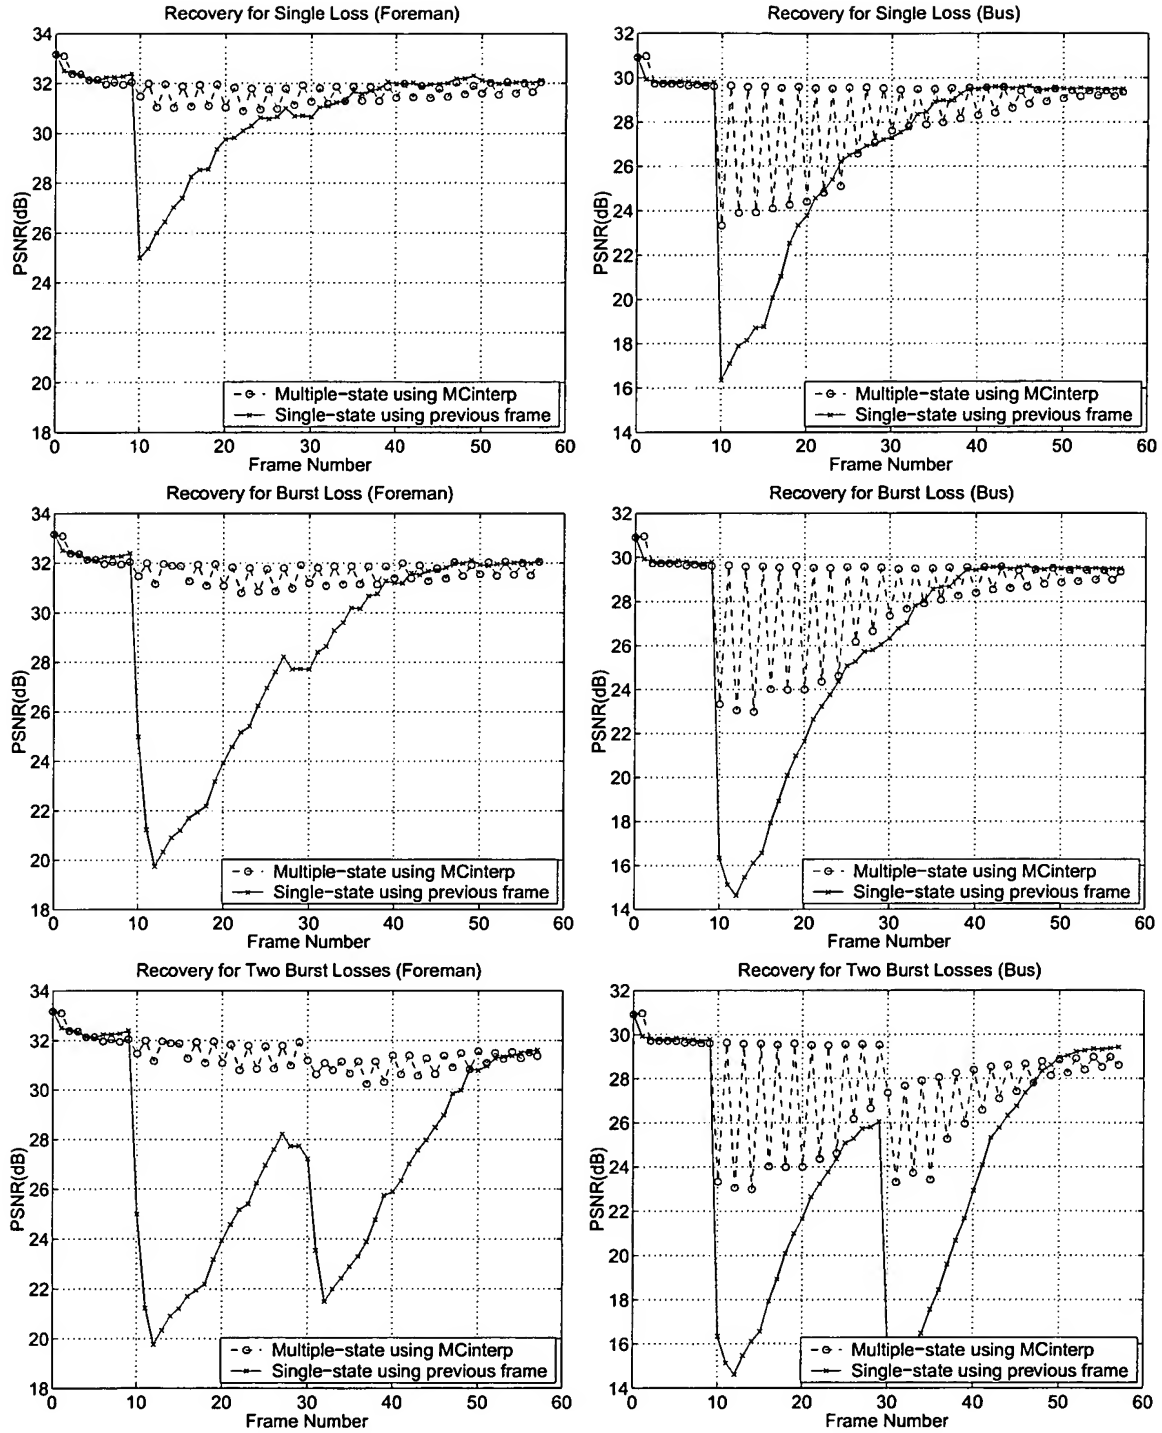 Recovery for Single Loss (Foreman)
34
32
30
28
26
24
22
20
18
PSNR(dB)
0 10 20 30 40 50 60
Frame Number
Multiple-state using MCinterp
Single-state using previous frame
Recovery for Single Loss (Bus)
32
30
28
26
24
22
20
18
16
14
PSNR(dB)
0 10 20 30 40 50 60
Frame Number
Multiple-state using MCinterp
Single-state using previous frame
Recovery for Burst Loss (Foreman)
34
32
30
28
26
24
22
20
18
PSNR(dB)
0 10 20 30 40 50 60
Frame Number
Multiple-state using MCinterp
Single-state using previous frame
Recovery for Burst Loss (Bus)
32
30
28
26
24
22
20
18
16
14
PSNR(dB)
0 10 20 30 40 50 60
Frame Number
Multiple-state using MCinterp
Single-state using previous frame
Recovery for Two Burst Losses (Foreman)
34
32
30
28
26
24
22
20
18
PSNR(dB)
0 10 20 30 40 50 60
Frame Number
Multiple-state using MCinterp
Single-state using previous frame
Recovery for Two Burst Losses (Bus)
32
30
28
26
24
22
20
18
16
14
PSNR(dB)
0 10 20 30 40 50 60
Frame Number
Multiple-state using MCinterp
Single-state using previous frame